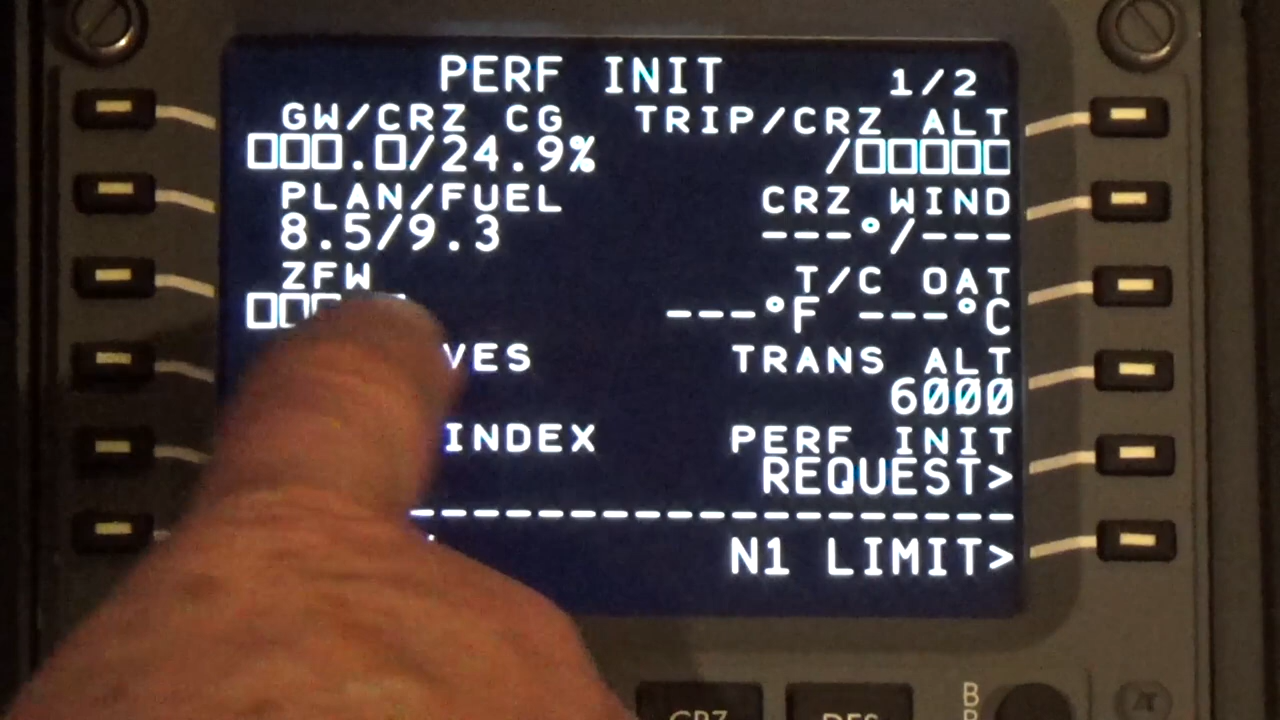 PERF INIT 1/2
GW/CRZ CG TRIP/CRZ ALT
□□□.□/24.9% /□□□□□
PLAN/FUEL CRZ WIND
8.5/9.3 ---°/---
ZFW T/C OAT
---°F ---°C
TRANS ALT
6000
INDEX PERF INIT
REQUEST>
--------------------
N1 LIMIT>